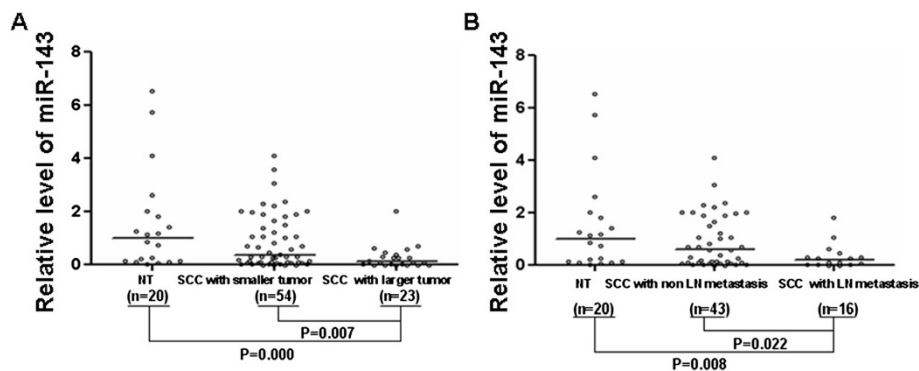 A
Relative level of miR-143
8
6
4
2
0
NT SCC with smaller tumor SCC with larger tumor
(n=20) (n=54) (n=23)
P=0.007
P=0.000
B
Relative level of miR-143
8
6
4
2
0
NT SCC with non LN metastasis SCC with LN metastasis
(n=20) (n=43) (n=16)
P=0.022
P=0.008